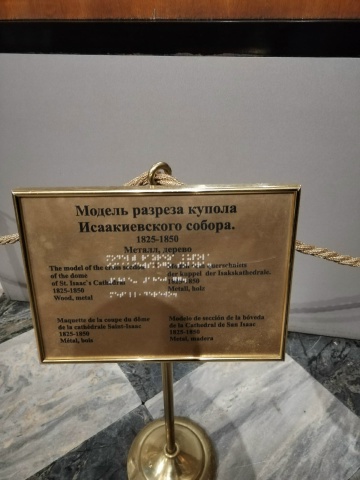 Модель разреза купола
Исаакиевского собора.
1825-1850
Металл, дерево
The model of the cross section
of the dome
of St. Isaac's Cathedral
1825-1850
Wood, metal
der kuppel der Isakskathedrale.
1825-1850
Metall, holz
Maquette de la coupe du dôme
de la cathédrale Saint-Isaac
1825-1850
Métal, bois
Modelo de sección de la bóveda
de la Catedral de San Isaac
1825-1850
Metal, madera